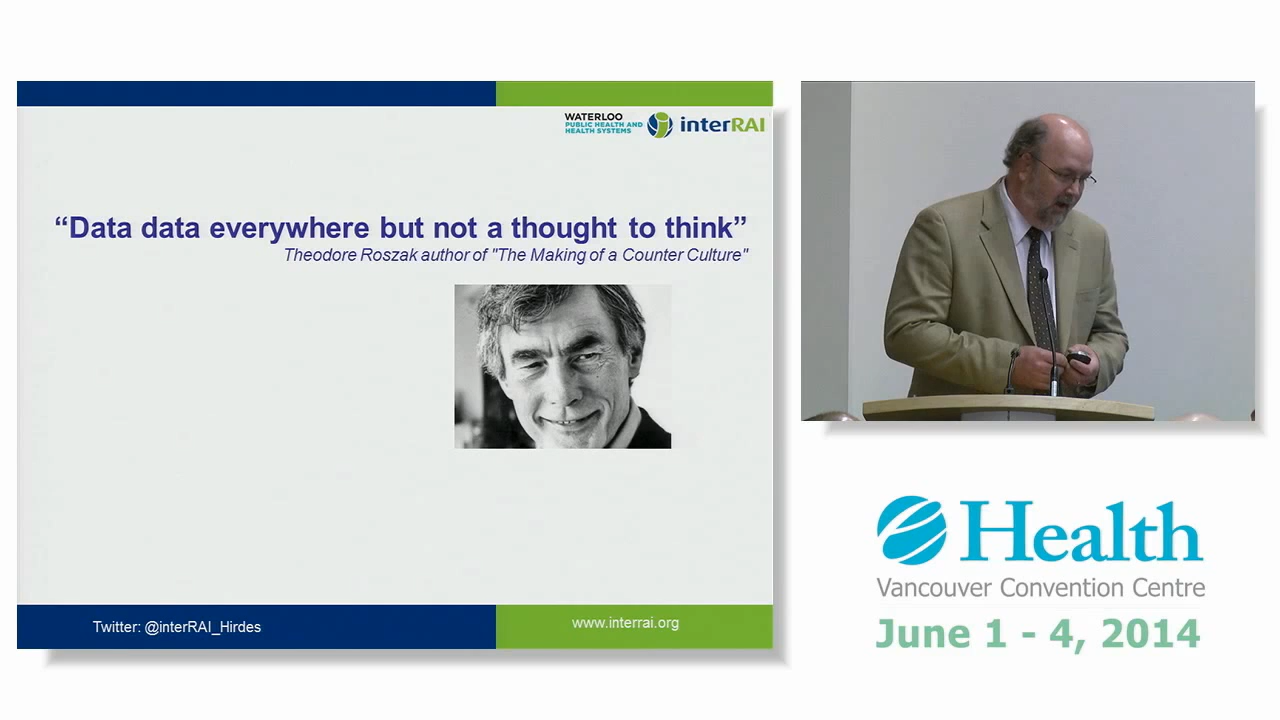 WATERLOO
PUBLIC HEALTH AND
HEALTH SYSTEMS
interRAI
“Data data everywhere but not a thought to think”
Theodore Roszak author of "The Making of a Counter Culture"
Twitter: @interRAI_Hirdes
www.interrai.org
eHealth
Vancouver Convention Centre
June 1 - 4, 2014